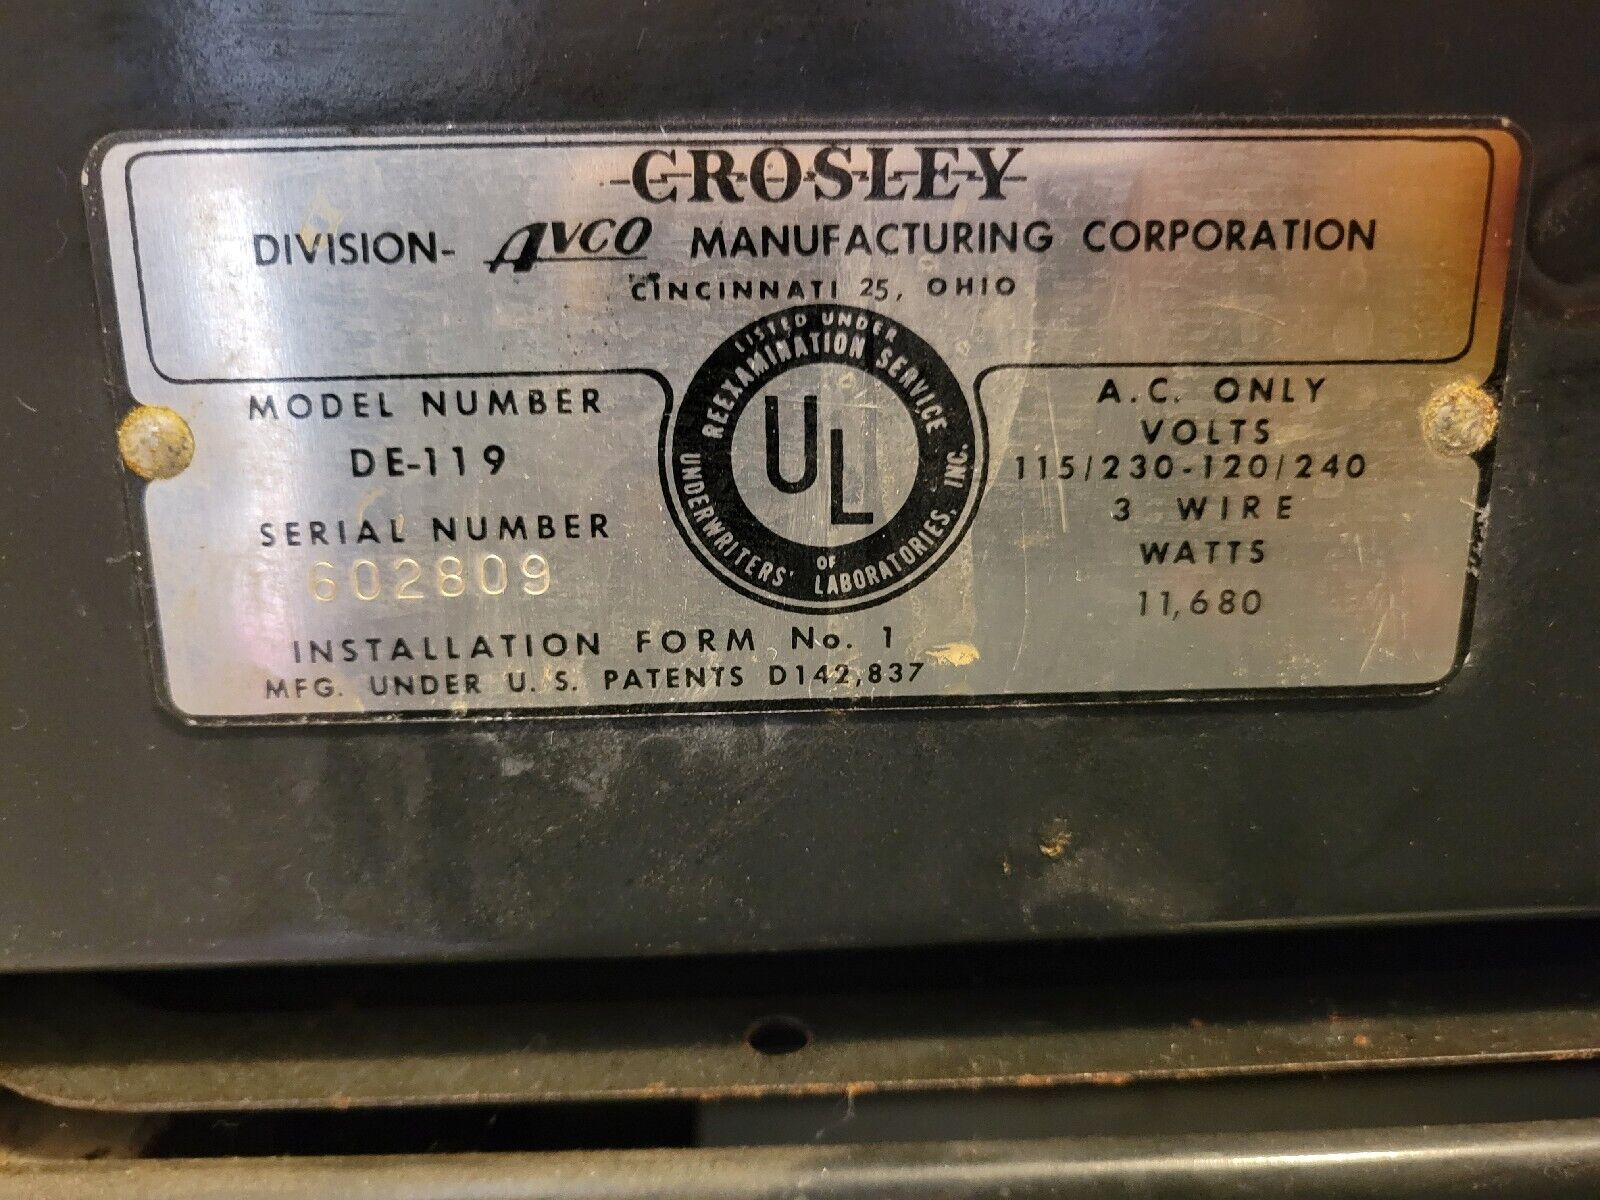 CROSLEY
DIVISION- AVCO MANUFACTURING CORPORATION
CINCINNATI 25, OHIO
LISTED UNDER
REEXAMINATION SERVICE
UL
OF
UNDERWRITERS' LABORATORIES, INC.
MODEL NUMBER
DE-119
SERIAL NUMBER
602809
INSTALLATION FORM No. 1
MFG. UNDER U. S. PATENTS D142,837
A.C. ONLY
VOLTS
115/230-120/240
3 WIRE
WATTS
11,680